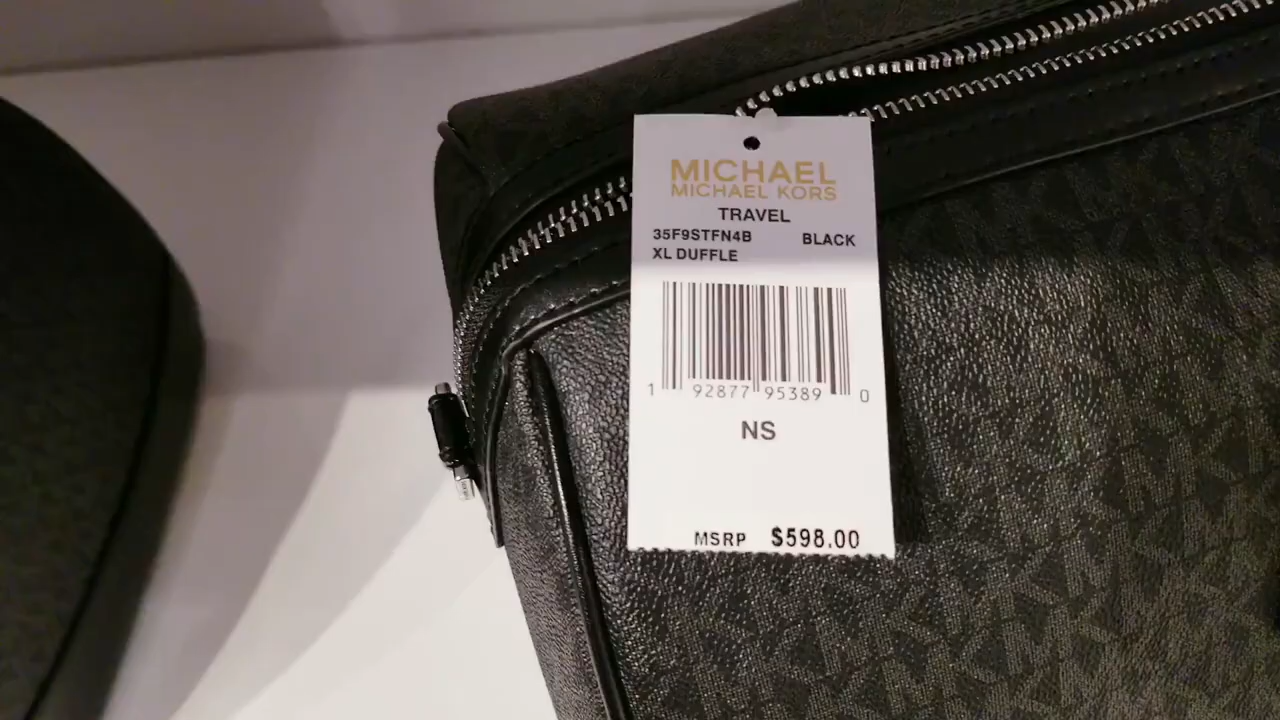 MICHAEL
MICHAEL KORS
TRAVEL
35F9STFN4B BLACK
XL DUFFLE
1 92877 95389 0
NS
MSRP $598.00